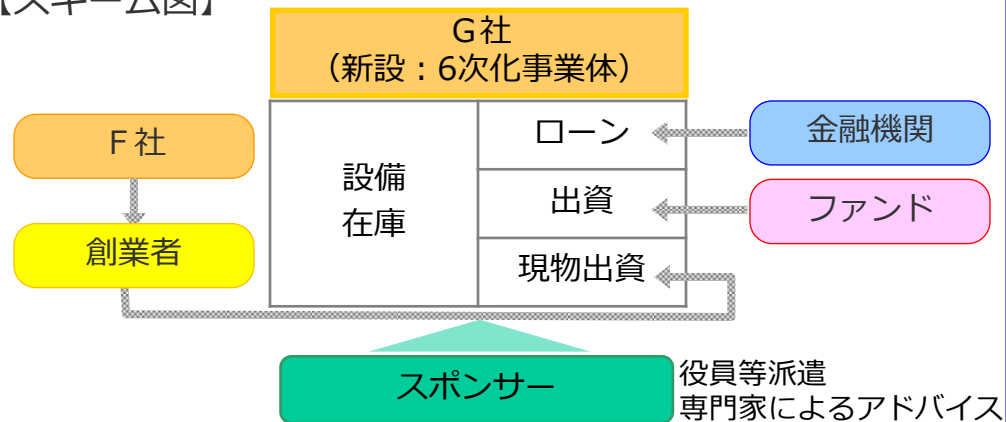 【スキーム図】
G社
（新設：6次化事業体）
F社
創業者
設備
在庫
ローン
出資
現物出資
金融機関
ファンド
スポンサー
役員等派遣
専門家によるアドバイス